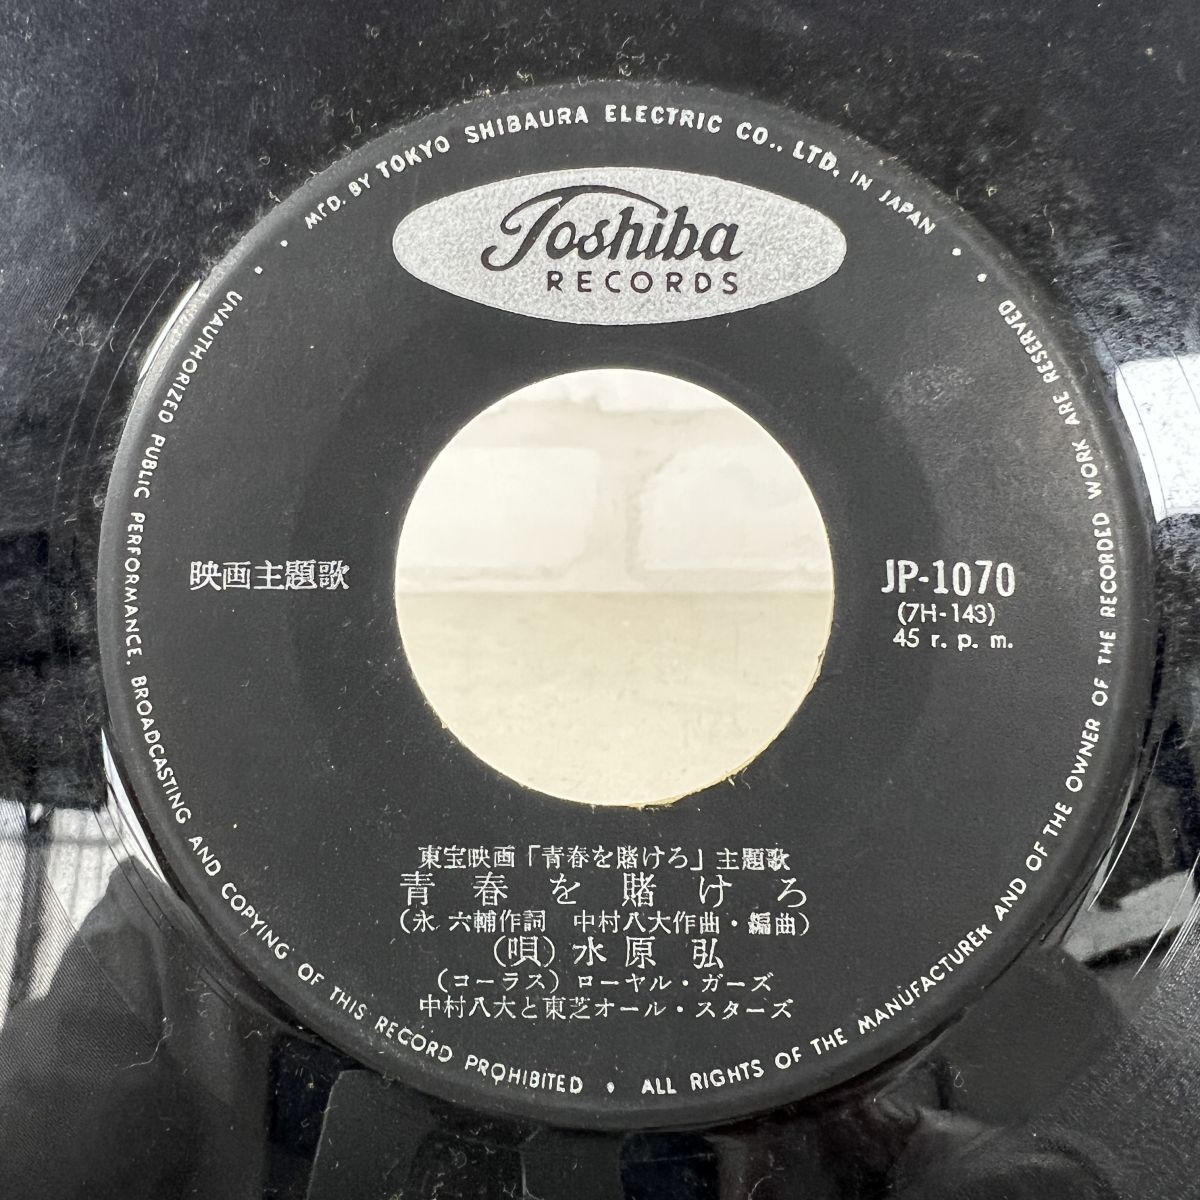 MFD. BY TOKYO SHIBAURA ELECTRIC CO., LTD. IN JAPAN
Toshiba
RECORDS
映画主題歌
JP-1070
(7H-143)
45 r. p. m.
東宝映画「青春を賭けろ」主題歌
青春を賭けろ
(永 六輔作詞 中村八大作曲・編曲)
(唄) 水原 弘
(コーラス) ローヤル・ガーズ
中村八大と東芝オール・スターズ
UNAUTHORIZED PUBLIC PERFORMANCE. BROADCASTING AND COPYING OF THIS RECORD PROHIBITED • ALL RIGHTS OF THE MANUFACTURER AND OF THE OWNER OF THE RECORDED WORK ARE RESERVED